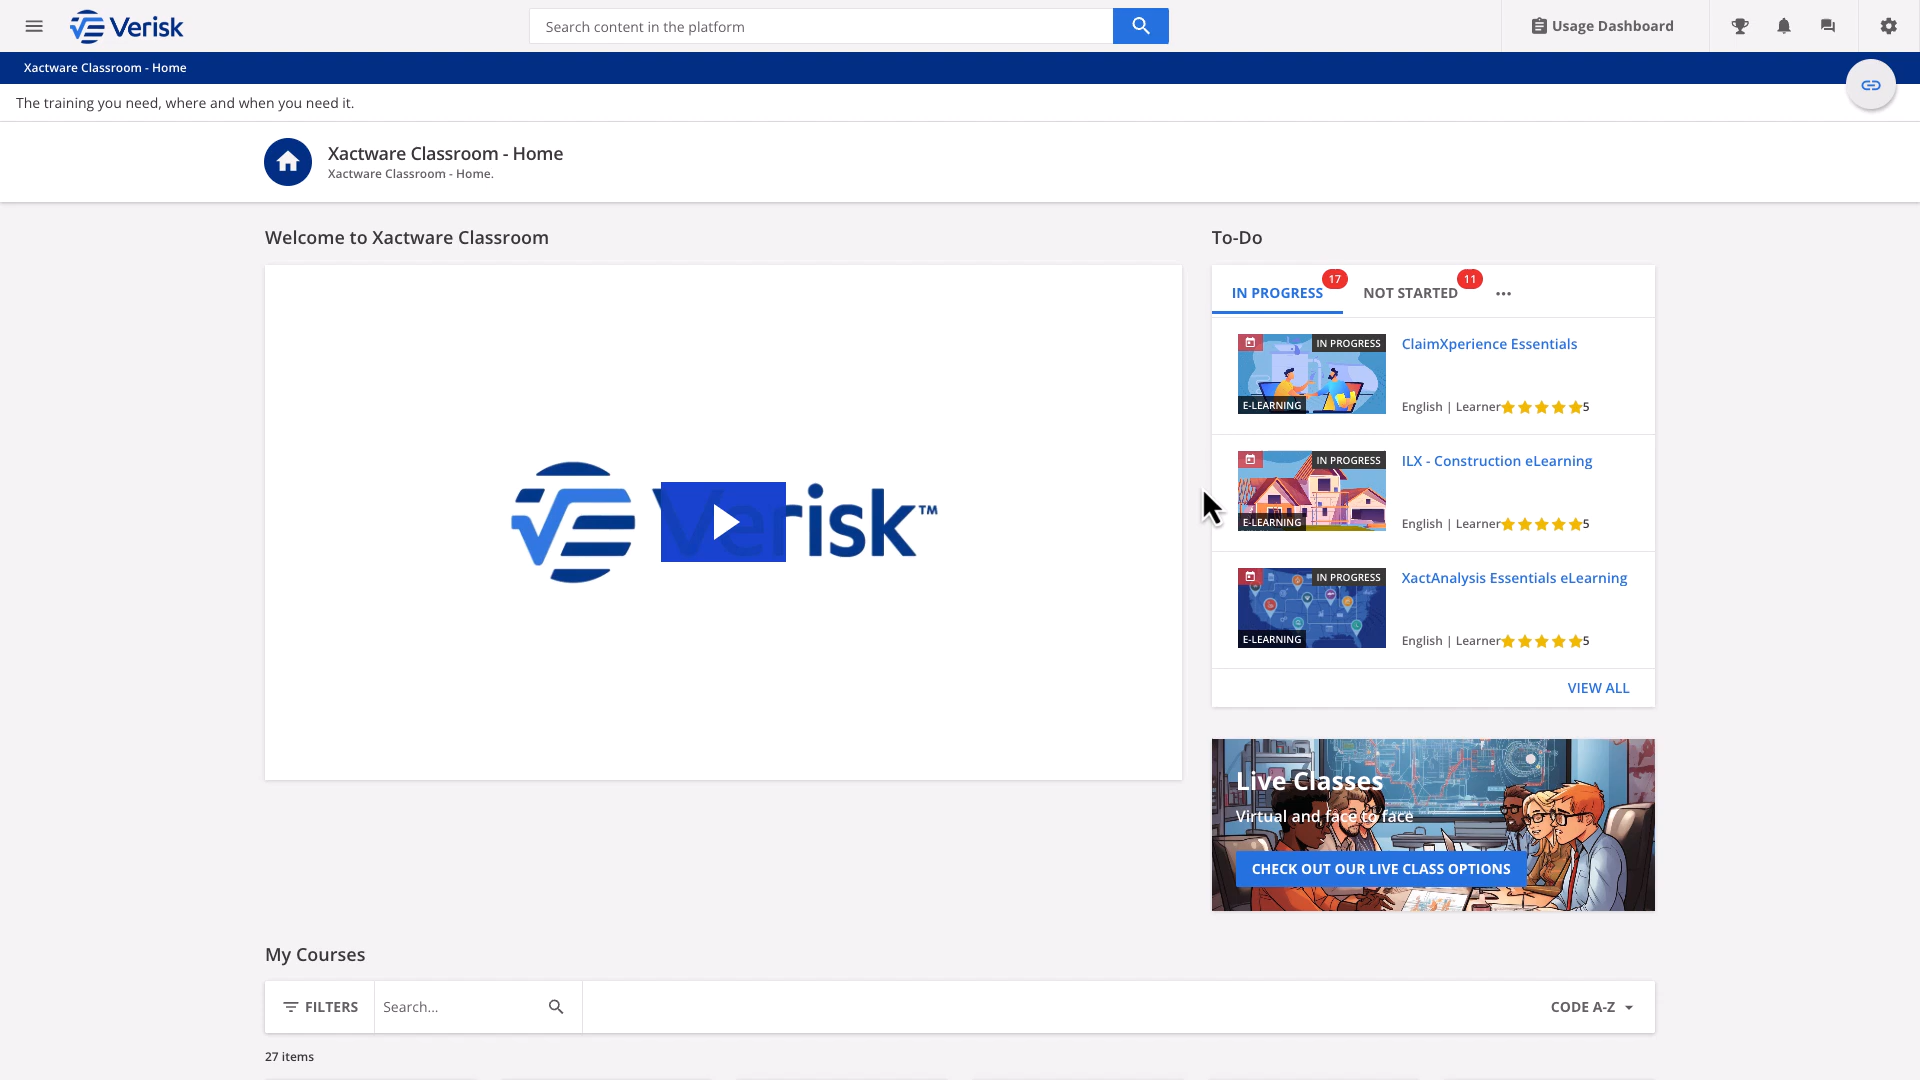 Verisk
Search content in the platform
Usage Dashboard
Xactware Classroom - Home
The training you need, where and when you need it.
Xactware Classroom - Home
Xactware Classroom - Home.
Welcome to Xactware Classroom
To-Do
IN PROGRESS 17
NOT STARTED 11
IN PROGRESS
ClaimXperience Essentials
E-LEARNING
English | Learner 5
IN PROGRESS
ILX - Construction eLearning
E-LEARNING
English | Learner 5
IN PROGRESS
XactAnalysis Essentials eLearning
E-LEARNING
English | Learner 5
VIEW ALL
Verisk™
Live Classes
Virtual and face to face
CHECK OUT OUR LIVE CLASS OPTIONS
My Courses
FILTERS
Search...
CODE A-Z
27 items